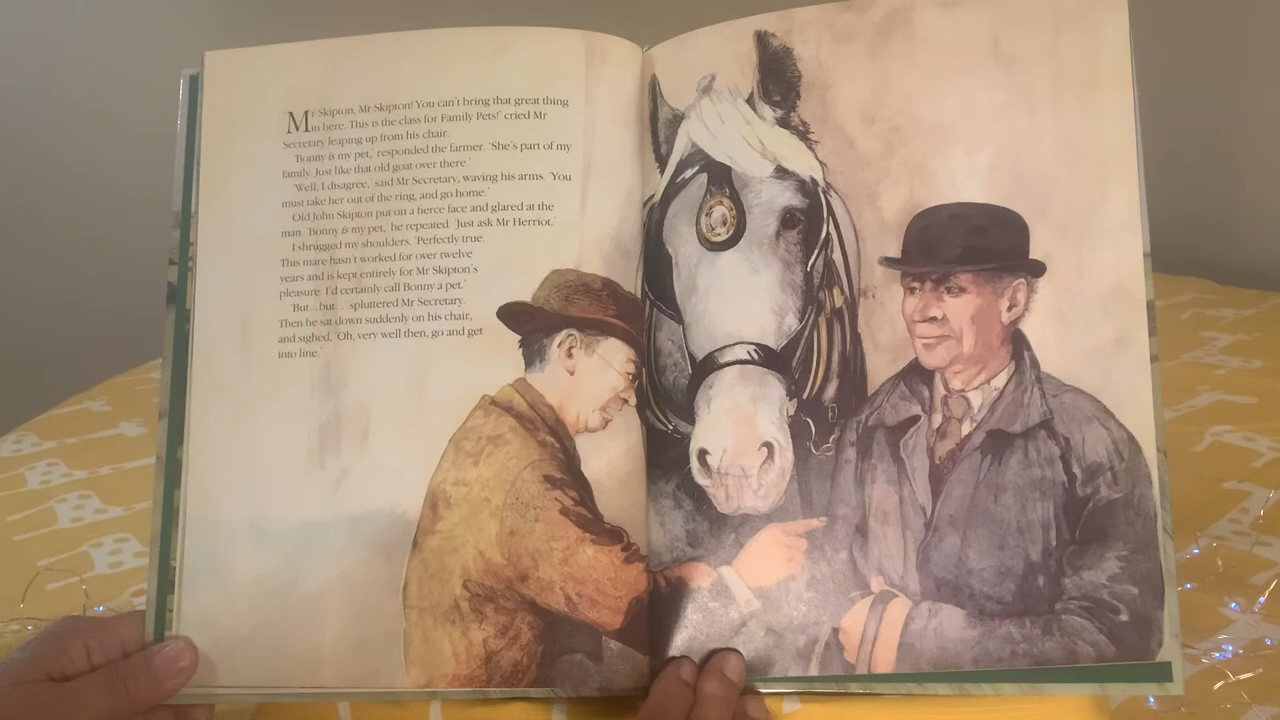 Mr Skipton, Mr Skipton! You can't bring that great thing
in here. This is the class for Family Pets!' cried Mr
Secretary leaping up from his chair.
'Bonny is my pet,' responded the farmer. 'She's part of my
family. Just like that old goat over there.'
'Well, I disagree,' said Mr Secretary, waving his arms. 'You
must take her out of the ring, and go home.'
Old John Skipton put on a fierce face and glared at the
man. 'Bonny is my pet,' he repeated. 'Just ask Mr Herriot.'
I shrugged my shoulders. 'Perfectly true.
This mare hasn't worked for over twelve
years and is kept entirely for Mr Skipton's
pleasure. I'd certainly call Bonny a pet.'
'But...but. . .' spluttered Mr Secretary.
Then he sat down suddenly on his chair,
and sighed, 'Oh, very well then, go and get
into line.'